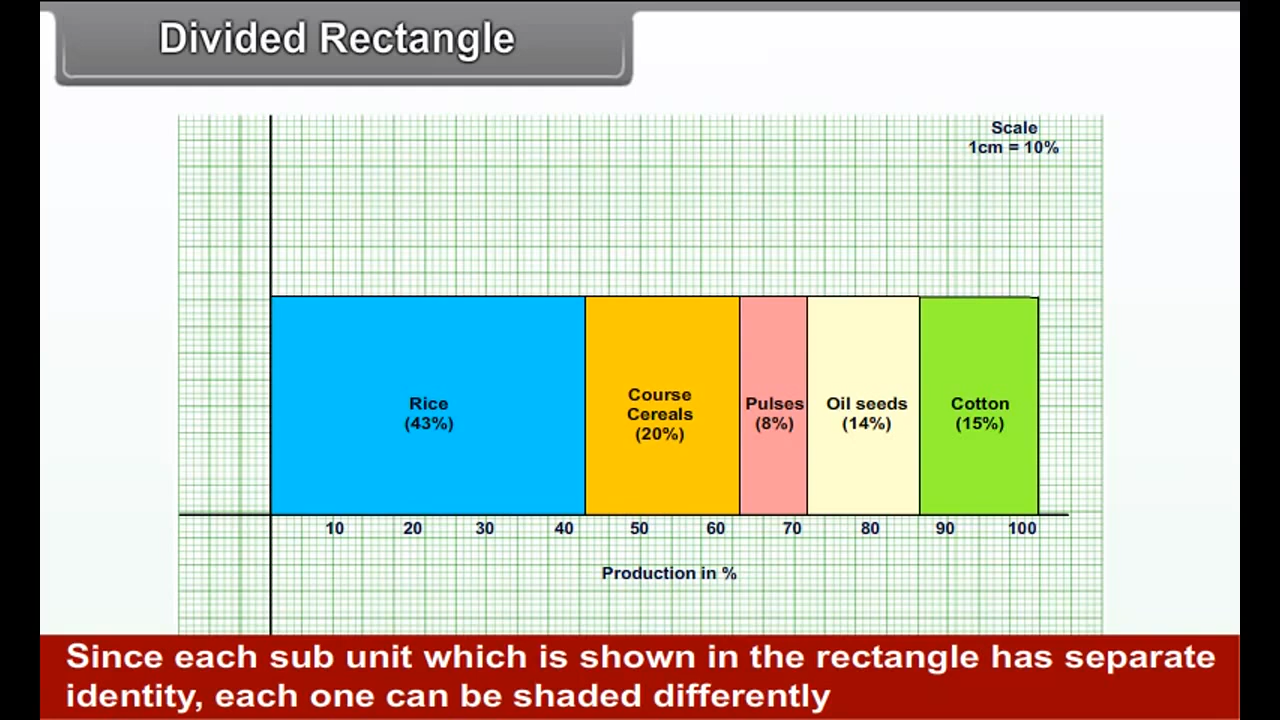 Divided Rectangle
Scale
1cm = 10%
Rice
(43%)
Course
Cereals
(20%)
Pulses
(8%)
Oil seeds
(14%)
Cotton
(15%)
10 20 30 40 50 60 70 80 90 100
Production in %
Since each sub unit which is shown in the rectangle has separate
identity, each one can be shaded differently